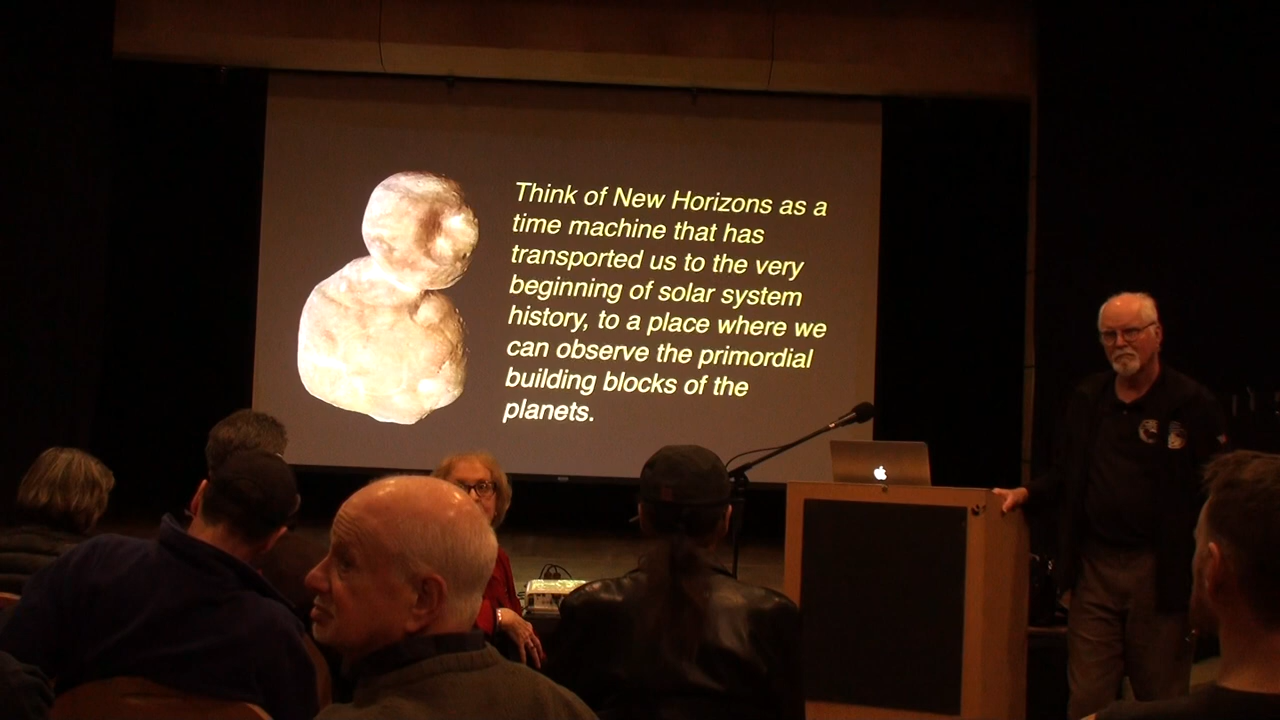 Think of New Horizons as a
time machine that has
transported us to the very
beginning of solar system
history, to a place where we
can observe the primordial
building blocks of the
planets.